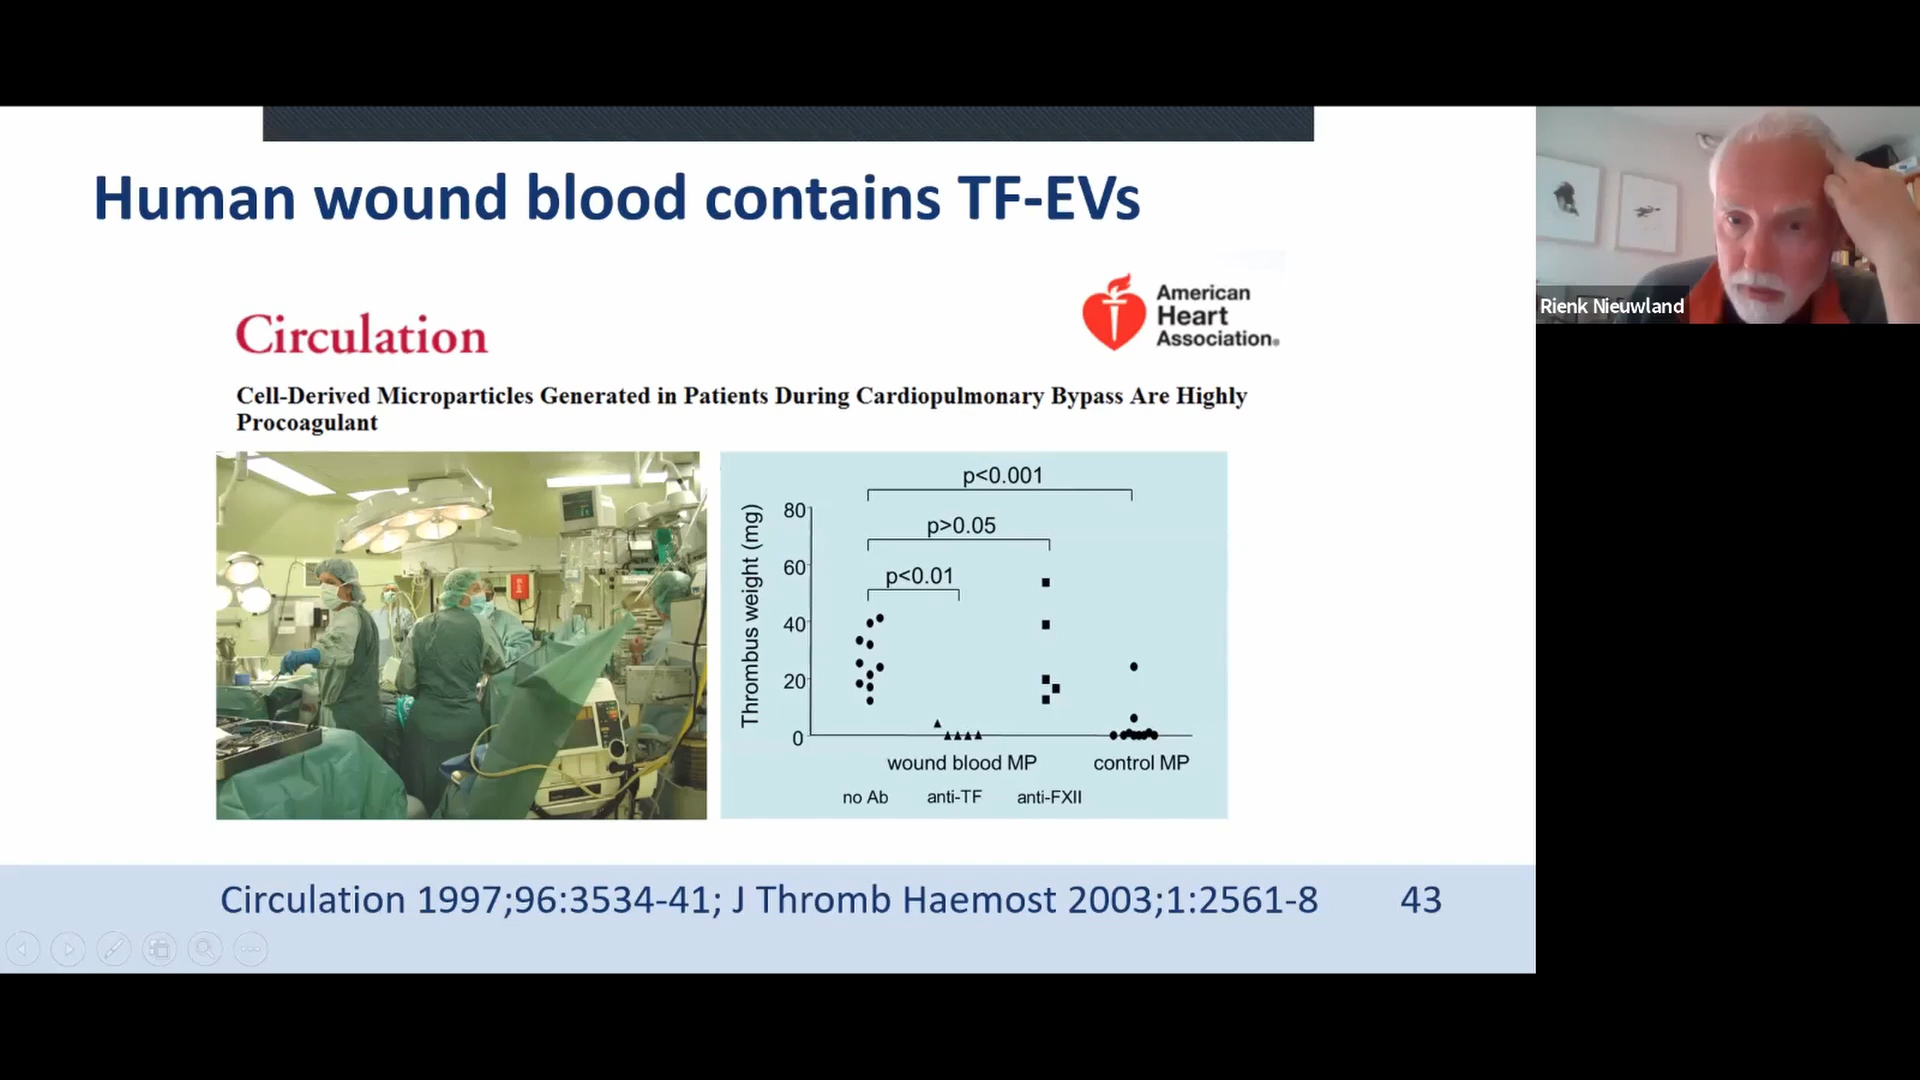 Human wound blood contains TF-EVs
Circulation
American
Heart
Association®
Cell-Derived Microparticles Generated in Patients During Cardiopulmonary Bypass Are Highly
Procoagulant
p<0.001
p>0.05
p<0.01
Thrombus weight (mg)
80
60
40
20
0
wound blood MP
control MP
no Ab
anti-TF
anti-FXII
Circulation 1997;96:3534-41; J Thromb Haemost 2003;1:2561-8
43
Rienk Nieuwland